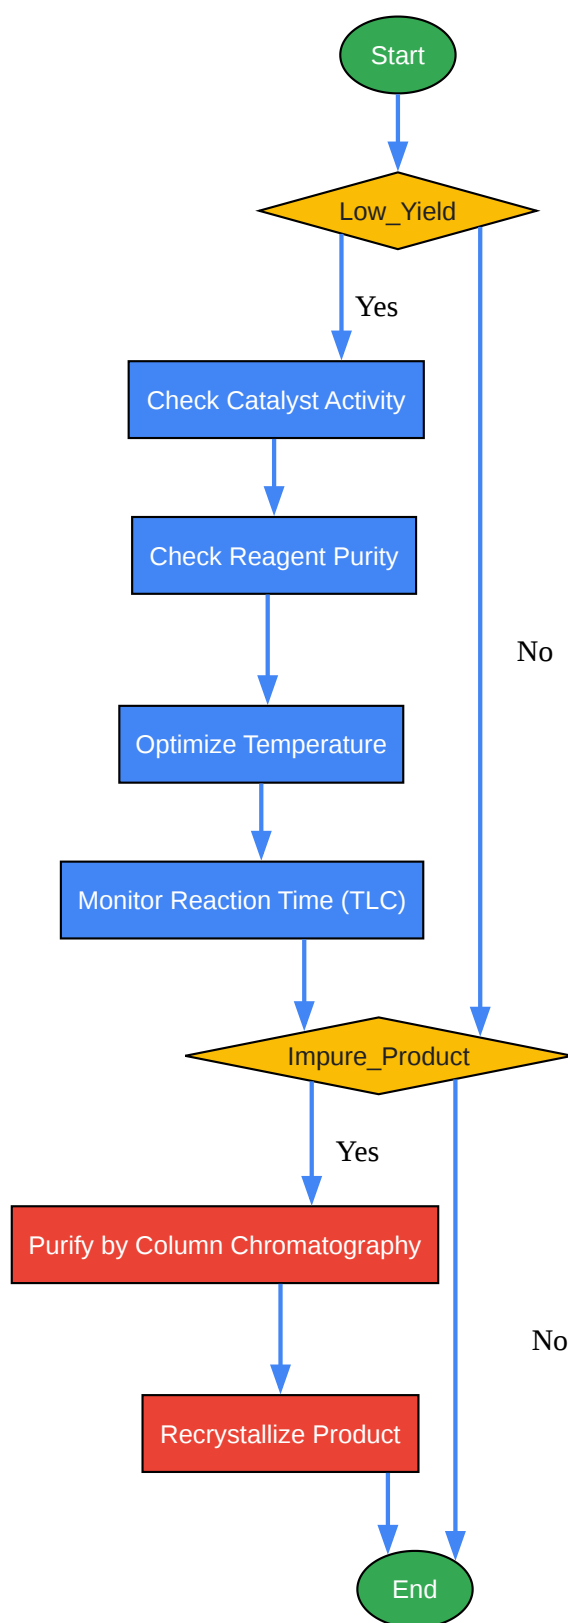 Start
Low_Yield
Yes
Check Catalyst Activity
Check Reagent Purity
No
Optimize Temperature
Monitor Reaction Time (TLC)
Impure_Product
Yes
Purify by Column Chromatography
No
Recrystallize Product
End